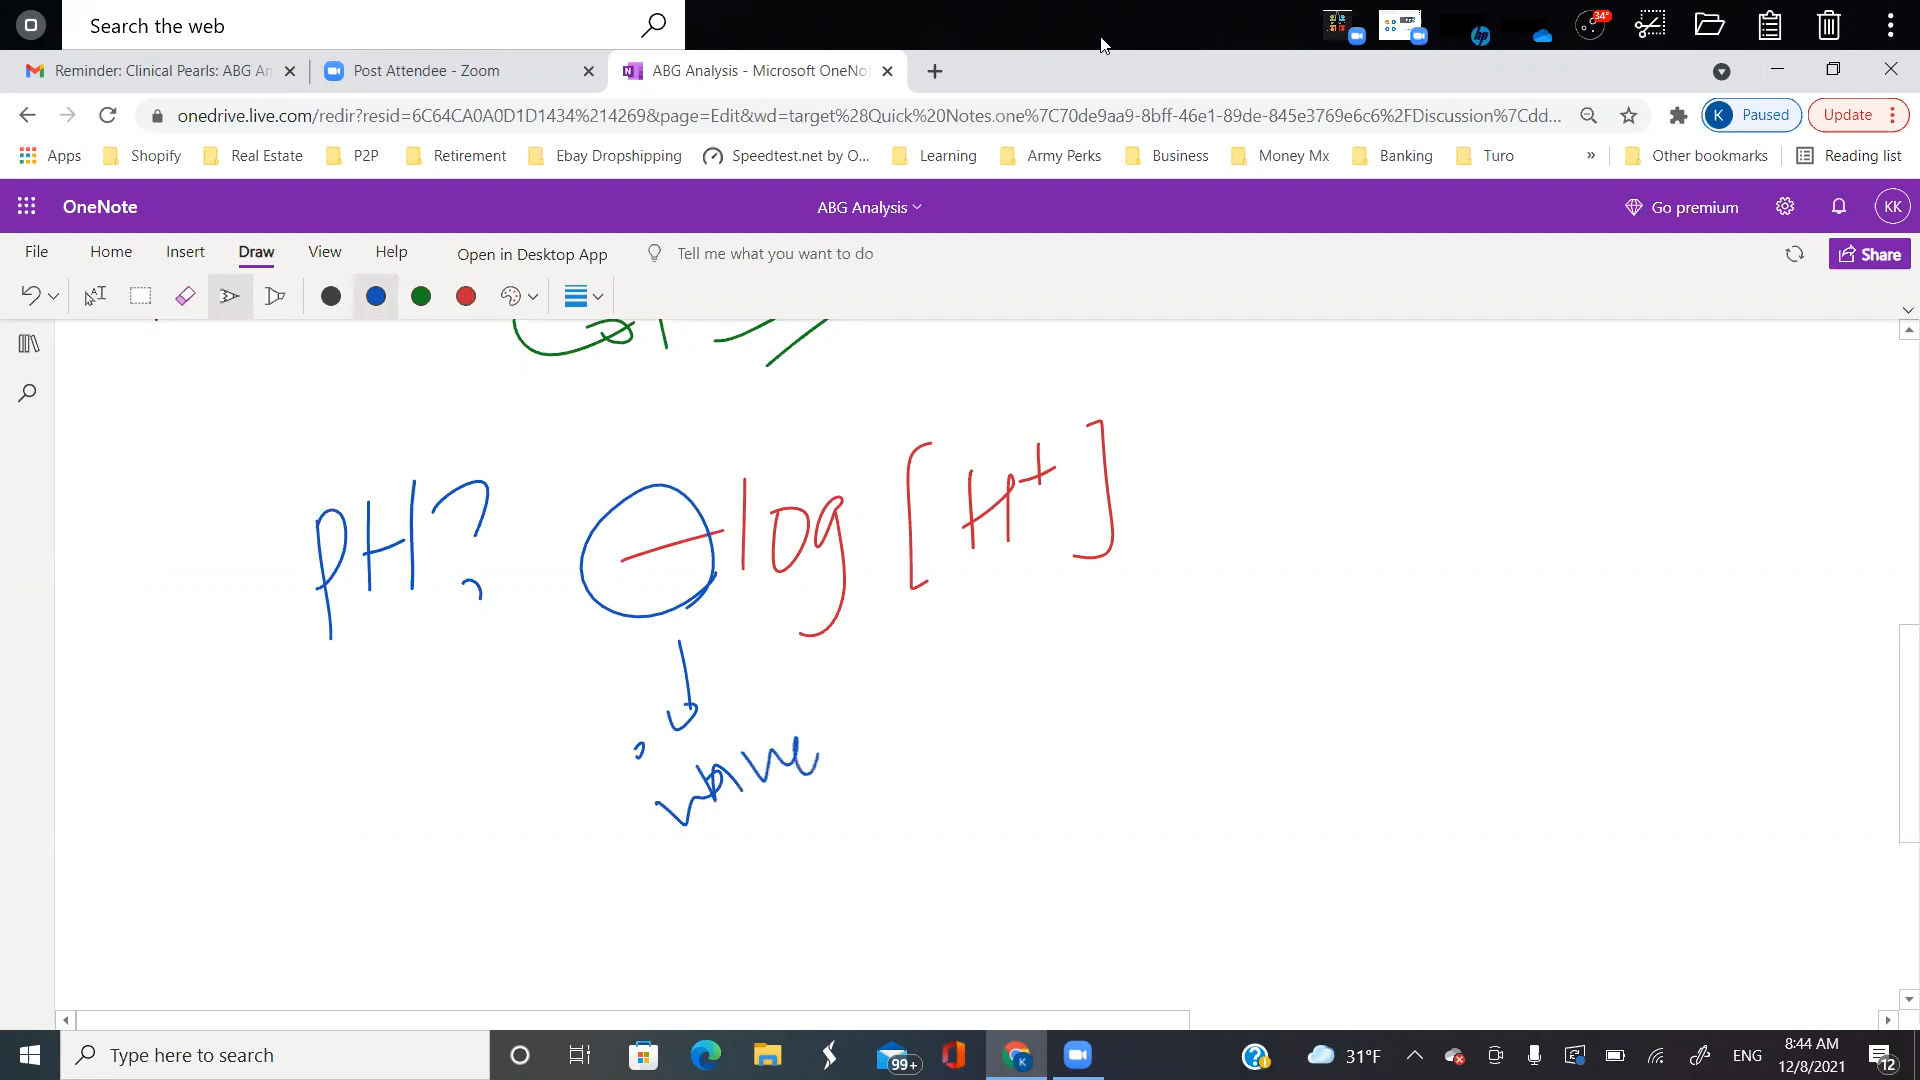 Search the web
34°
Reminder: Clinical Pearls: ABG An
Post Attendee - Zoom
ABG Analysis - Microsoft OneNot
onedrive.live.com/redir?resid=6C64CA0A0D1D1434%214269&page=Edit&wd=target%28Quick%20Notes.one%7C70de9aa9-8bff-46e1-89de-845e3769e6c6%2FDiscussion%7Cdd...
K Paused
Update
Apps Shopify Real Estate P2P Retirement Ebay Dropshipping Speedtest.net by O... Learning Army Perks Business Money Mx Banking Turo » Other bookmarks Reading list
OneNote
ABG Analysis
Go premium
KK
File Home Insert Draw View Help Open in Desktop App Tell me what you want to do
Share
pH? -log [H+]
Type here to search
99+
31°F
ENG
8:44 AM
12/8/2021
12